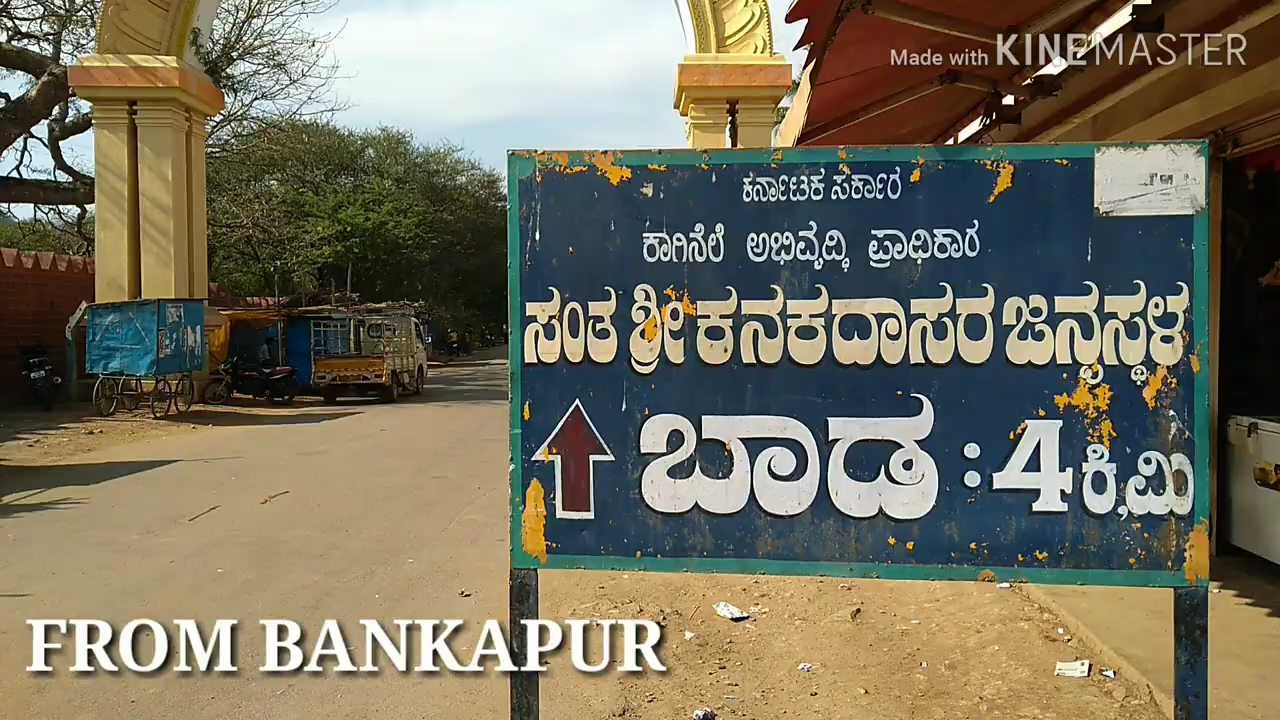 Made with KINEMASTER
ಕರ್ನಾಟಕ ಸರ್ಕಾರ
ಕಾಗಿನೆಲೆ ಅಭಿವೃದ್ಧಿ ಪ್ರಾಧಿಕಾರ
ಸಂತ ಶ್ರೀ ಕನಕದಾಸರ ಜನ್ಮಸ್ಥಳ
ಬಾಡ : 4 ಕಿ,ಮಿ
FROM BANKAPUR